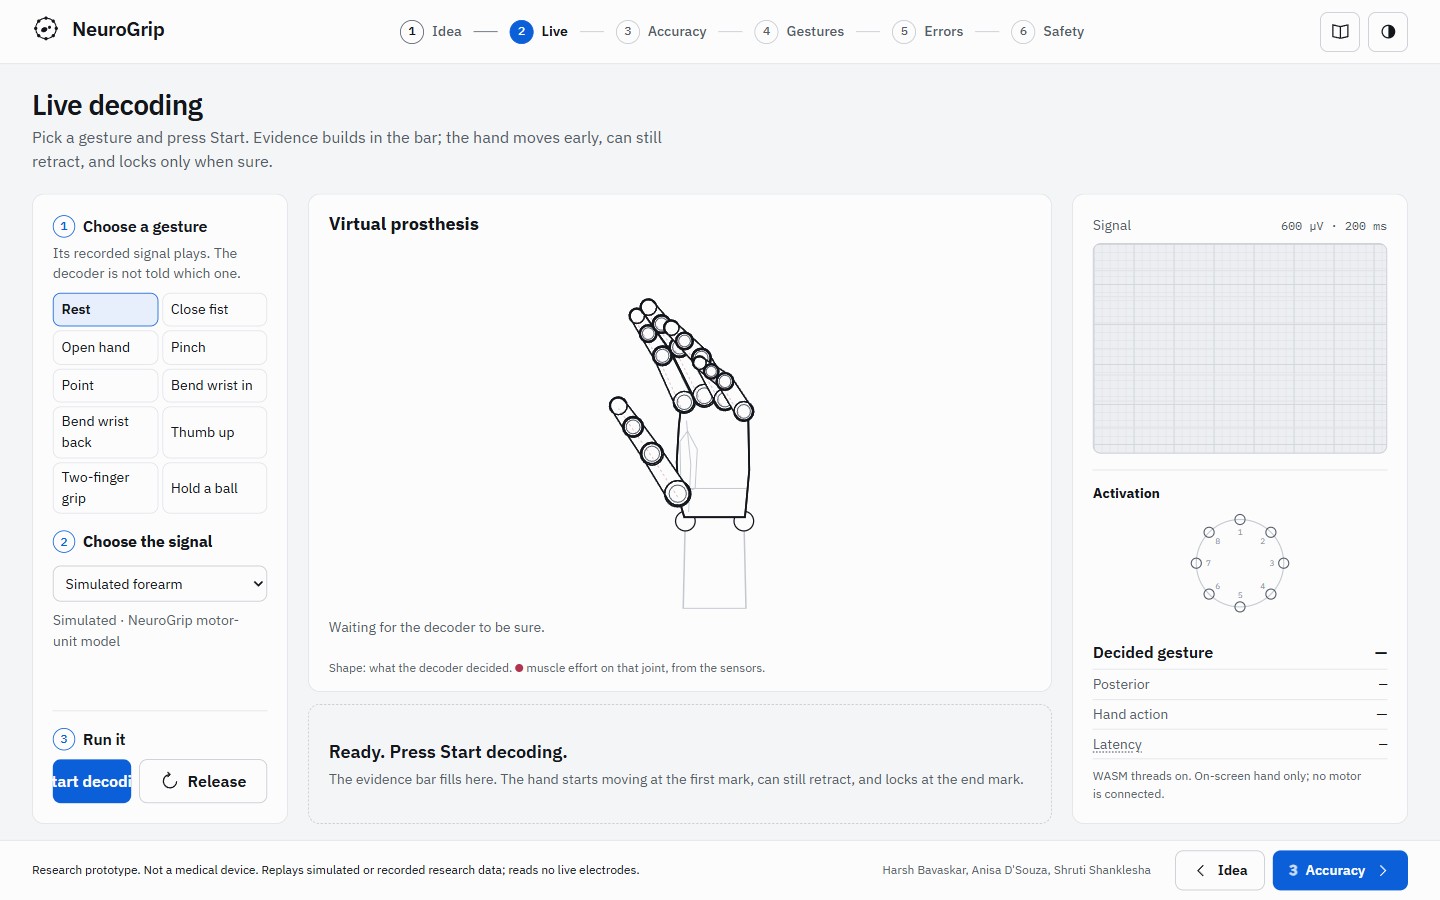 NeuroGrip
1 Idea
2 Live
3 Accuracy
4 Gestures
5 Errors
6 Safety
Live decoding
Pick a gesture and press Start. Evidence builds in the bar; the hand moves early, can still
retract, and locks only when sure.
1 Choose a gesture
Its recorded signal plays. The
decoder is not told which one.
Rest
Close fist
Open hand
Pinch
Point
Bend wrist in
Bend wrist
back
Thumb up
Two-finger
grip
Hold a ball
2 Choose the signal
Simulated forearm
Simulated · NeuroGrip motor-
unit model
3 Run it
tart decodi
Release
Virtual prosthesis
Waiting for the decoder to be sure.
Shape: what the decoder decided. muscle effort on that joint, from the sensors.
Ready. Press Start decoding.
The evidence bar fills here. The hand starts moving at the first mark, can still retract, and locks at the end mark.
Signal
600 µV · 200 ms
Activation
1
2
3
4
5
6
7
8
Decided gesture –
Posterior –
Hand action –
Latency –
WASM threads on. On-screen hand only; no motor
is connected.
Research prototype. Not a medical device. Replays simulated or recorded research data; reads no live electrodes.
Harsh Bavaskar, Anisa D'Souza, Shruti Shanklesha
Idea
3 Accuracy